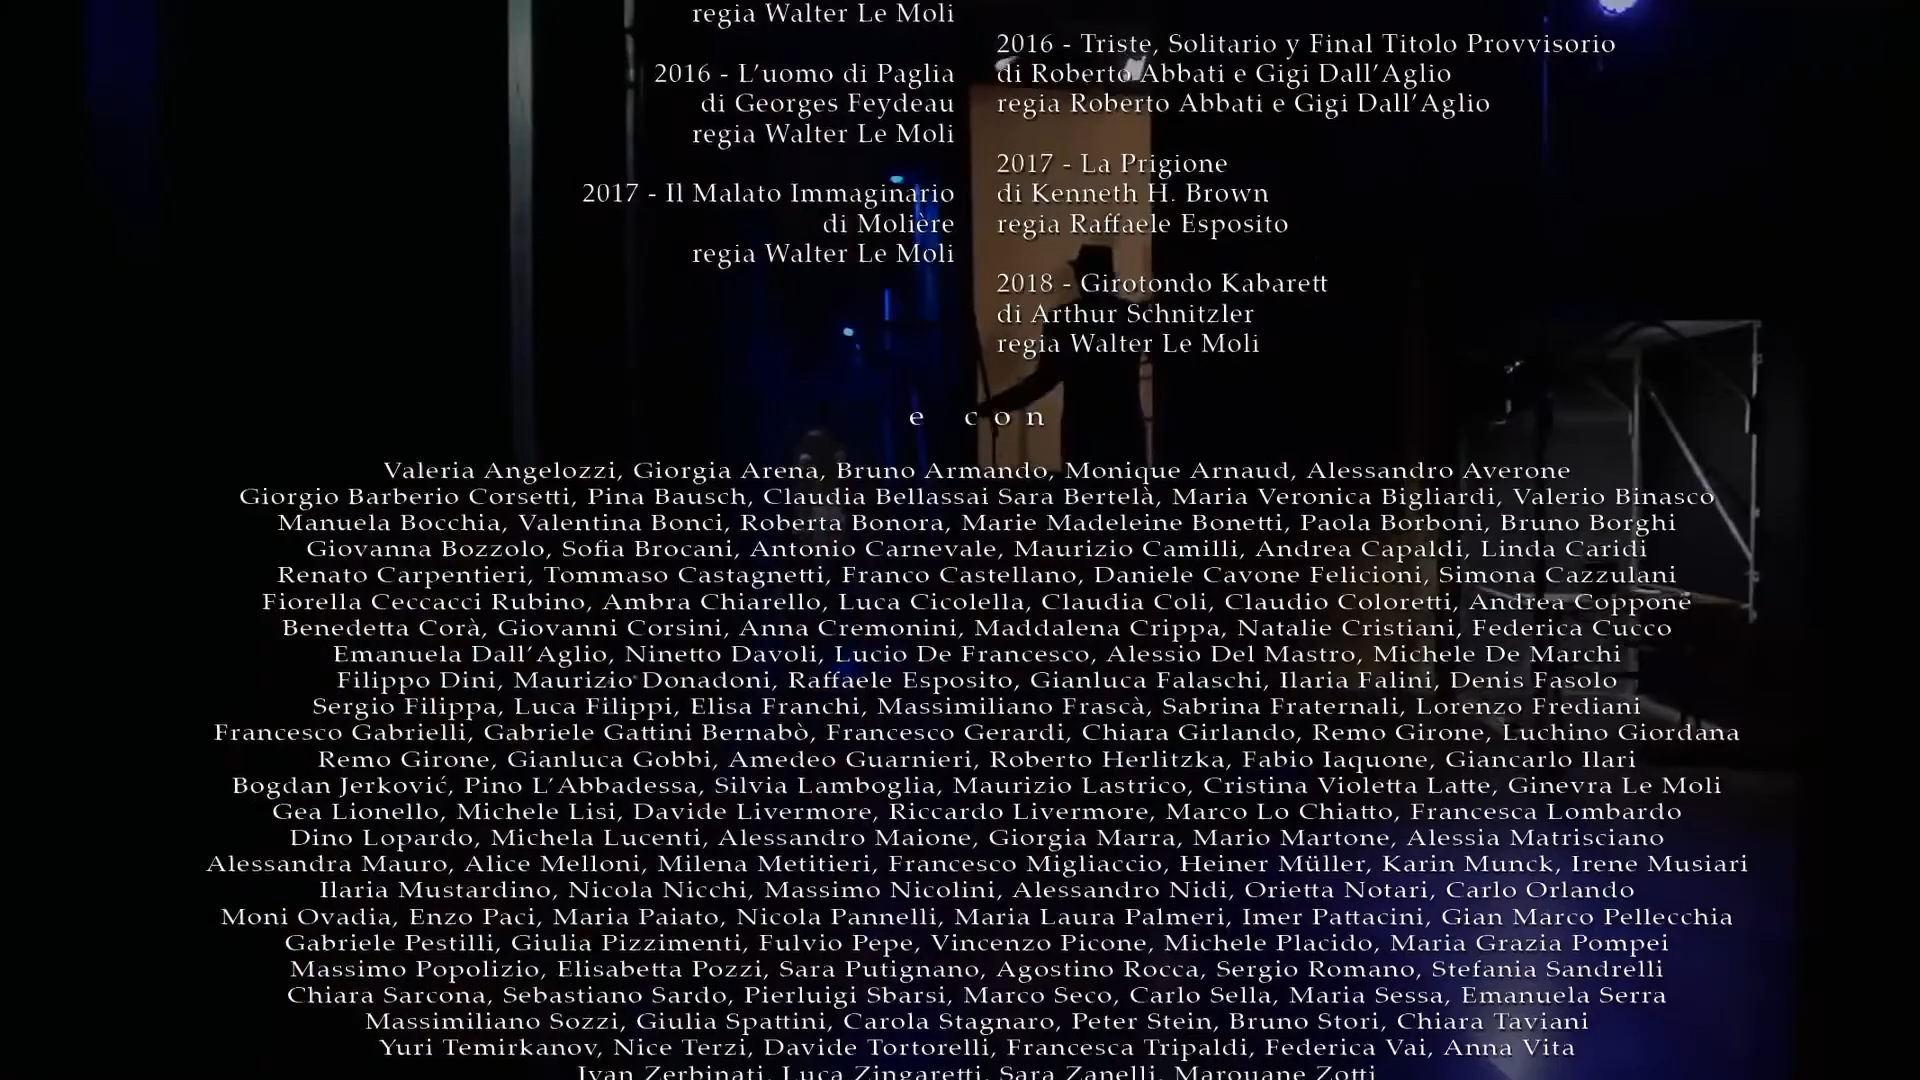 regia Walter Le Moli
2016 - L'uomo di Paglia
di Georges Feydeau
regia Walter Le Moli
2017 - Il Malato Immaginario
di Molière
regia Walter Le Moli
2016 - Triste, Solitario y Final Titolo Provvisorio
di Roberto Abbati e Gigi Dall'Aglio
regia Roberto Abbati e Gigi Dall'Aglio
2017 - La Prigione
di Kenneth H. Brown
regia Raffaele Esposito
2018 - Girotondo Kabarett
di Arthur Schnitzler
regia Walter Le Moli
e con
Valeria Angelozzi, Giorgia Arena, Bruno Armando, Monique Arnaud, Alessandro Averone
Giorgio Barberio Corsetti, Pina Bausch, Claudia Bellassai Sara Bertelà, Maria Veronica Bigliardi, Valerio Binasco
Manuela Bocchia, Valentina Bonci, Roberta Bonora, Marie Madeleine Bonetti, Paola Borboni, Bruno Borghi
Giovanna Bozzolo, Sofia Brocani, Antonio Carnevale, Maurizio Camilli, Andrea Capaldi, Linda Caridi
Renato Carpentieri, Tommaso Castagnetti, Franco Castellano, Daniele Cavone Felicioni, Simona Cazzulani
Fiorella Ceccacci Rubino, Ambra Chiarello, Luca Cicolella, Claudia Coli, Claudio Coloretti, Andrea Coppone
Benedetta Corà, Giovanni Corsini, Anna Cremonini, Maddalena Crippa, Natalie Cristiani, Federica Cucco
Emanuela Dall'Aglio, Ninetto Davoli, Lucio De Francesco, Alessio Del Mastro, Michele De Marchi
Filippo Dini, Maurizio Donadoni, Raffaele Esposito, Gianluca Falaschi, Ilaria Falini, Denis Fasolo
Sergio Filippa, Luca Filippi, Elisa Franchi, Massimiliano Frascà, Sabrina Fraternali, Lorenzo Frediani
Francesco Gabrielli, Gabriele Gattini Bernabò, Francesco Gerardi, Chiara Girlando, Remo Girone, Luchino Giordana
Remo Girone, Gianluca Gobbi, Amedeo Guarnieri, Roberto Herlitzka, Fabio Iaquone, Giancarlo Ilari
Bogdan Jerković, Pino L'Abbadessa, Silvia Lamboglia, Maurizio Lastrico, Cristina Violetta Latte, Ginevra Le Moli
Gea Lionello, Michele Lisi, Davide Livermore, Riccardo Livermore, Marco Lo Chiatto, Francesca Lombardo
Dino Lopardo, Michela Lucenti, Alessandro Maione, Giorgia Marra, Mario Martone, Alessia Matrisciano
Alessandra Mauro, Alice Melloni, Milena Metitieri, Francesco Migliaccio, Heiner Müller, Karin Munck, Irene Musiari
Ilaria Mustardino, Nicola Nicchi, Massimo Nicolini, Alessandro Nidi, Orietta Notari, Carlo Orlando
Moni Ovadia, Enzo Paci, Maria Paiato, Nicola Pannelli, Maria Laura Palmeri, Imer Pattacini, Gian Marco Pellecchia
Gabriele Pestilli, Giulia Pizzimenti, Fulvio Pepe, Vincenzo Picone, Michele Placido, Maria Grazia Pompei
Massimo Popolizio, Elisabetta Pozzi, Sara Putignano, Agostino Rocca, Sergio Romano, Stefania Sandrelli
Chiara Sarcona, Sebastiano Sardo, Pierluigi Sbarsi, Marco Seco, Carlo Sella, Maria Sessa, Emanuela Serra
Massimiliano Sozzi, Giulia Spattini, Carola Stagnaro, Peter Stein, Bruno Stori, Chiara Taviani
Yuri Temirkanov, Nice Terzi, Davide Tortorelli, Francesca Tripaldi, Federica Vai, Anna Vita
Ivan Zerbinati, Luca Zingaretti, Sara Zanelli, Marouane Zotti